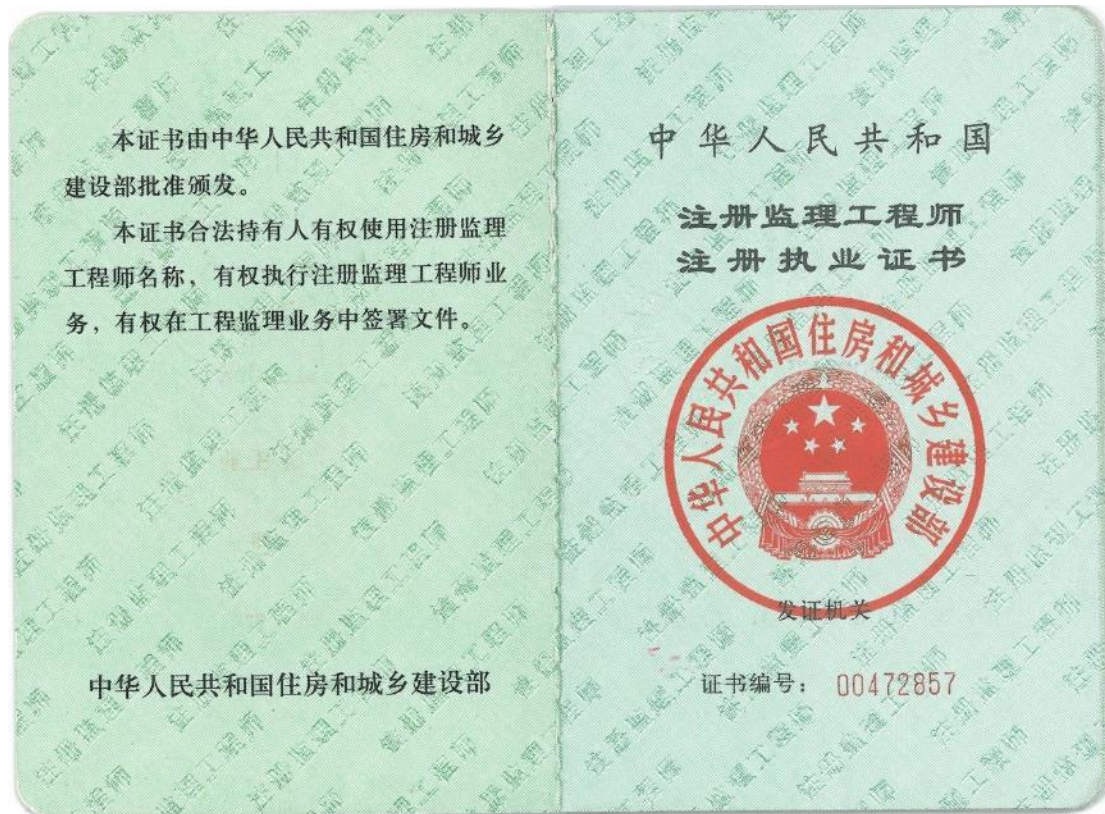 本证书由中华人民共和国住房和城乡
建设部批准颁发。
本证书合法持有人有权使用注册监理
工程师名称，有权执行注册监理工程师业
务，有权在工程监理业务中签署文件。
中华人民共和国住房和城乡建设部
中华人民共和国
注册监理工程师
注册执业证书
中华人民共和国住房和城乡建设部
发证机关
证书编号： 00472857